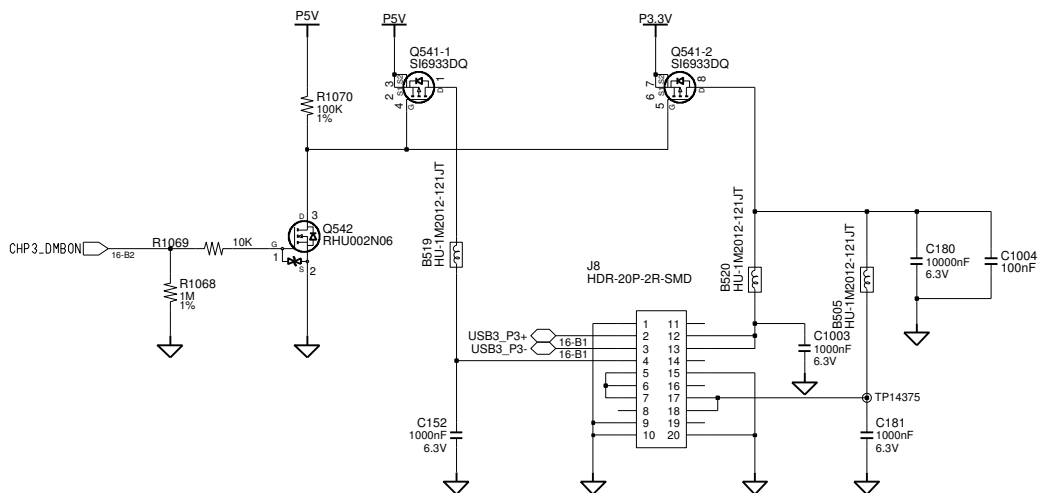 P5V
P5V
P3.3V
Q541-1
SI6933DQ
Q541-2
SI6933DQ
3
2
S2
S1
4
G
D
1
7
6
S2
S1
5
G
D
8
R1070
100K
1%
D
3
Q542
RHU002N06
G
1
S
2
CHP3_DMBON
16-B2
R1069
10K
R1068
1M
1%
B519
HU-1M2012-121JT
B520
HU-1M2012-121JT
B505
HU-1M2012-121JT
C180
10000nF
6.3V
C1004
100nF
J8
HDR-20P-2R-SMD
USB3_P3+
16-B1
USB3_P3-
16-B1
1 11
2 12
3 13
4 14
5 15
6 16
7 17
8 18
9 19
10 20
C1003
1000nF
6.3V
TP14375
C152
1000nF
6.3V
C181
1000nF
6.3V